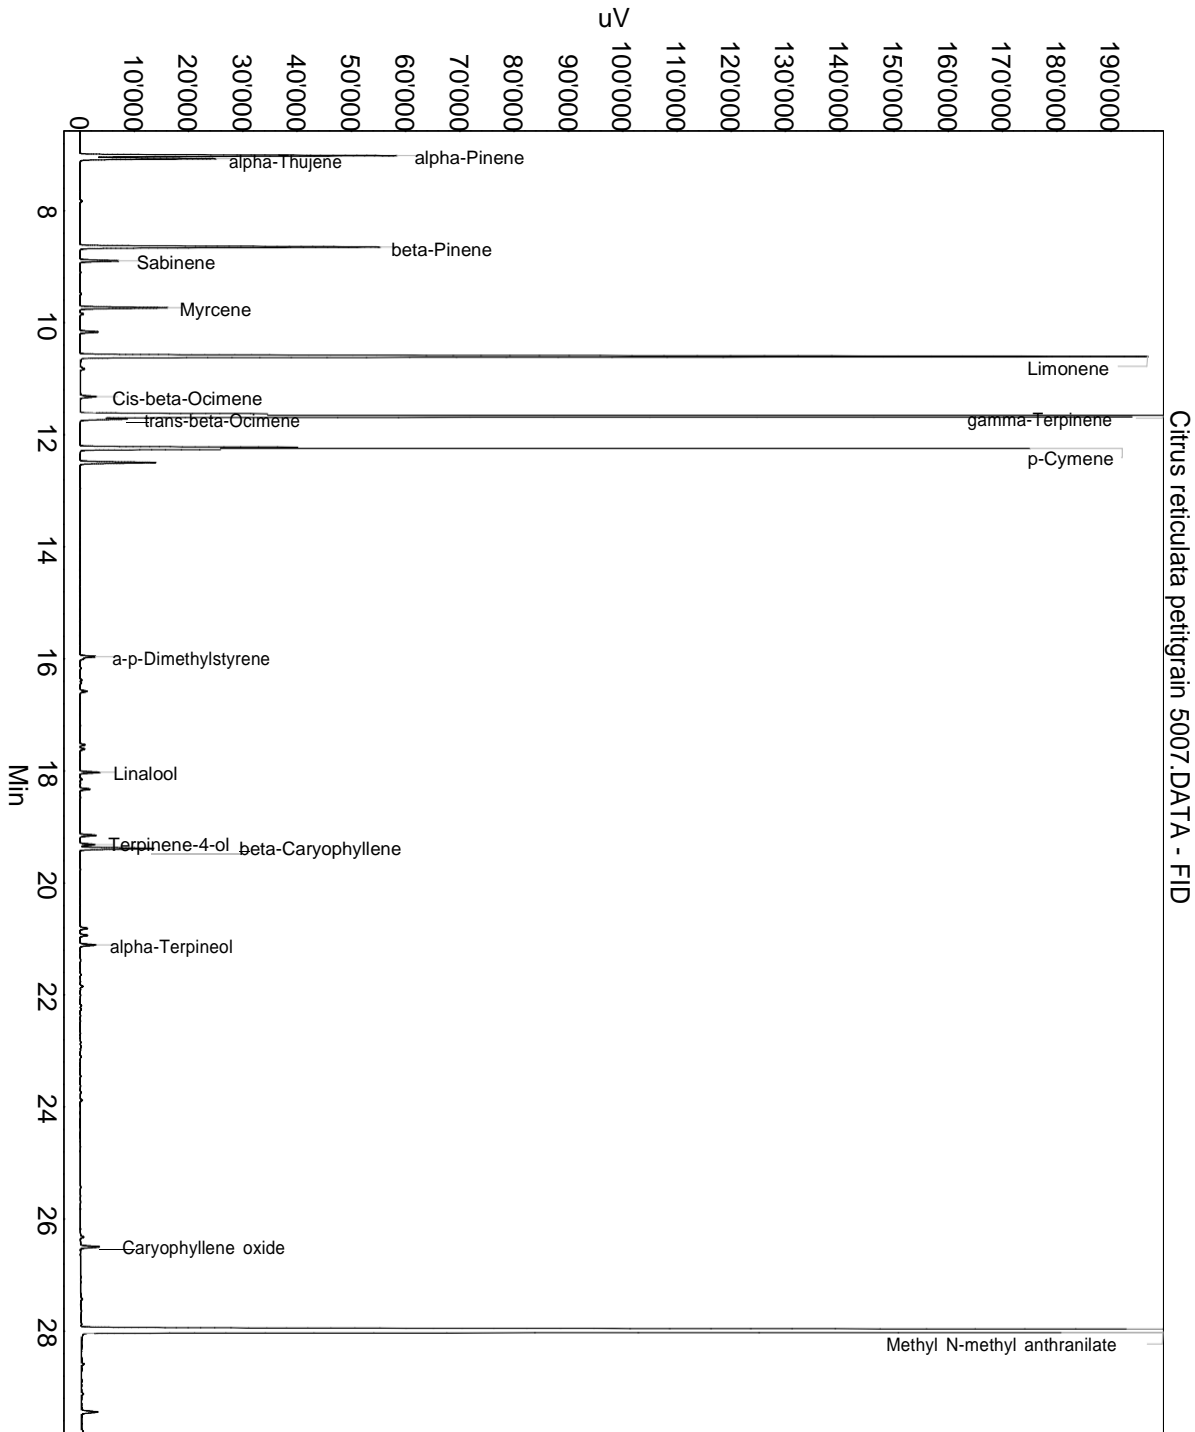 Citrus reticulata petitgrain 5007.DATA - FID
uV
190'000
180'000
170'000
160'000
150'000
140'000
130'000
120'000
110'000
100'000
90'000
80'000
70'000
60'000
50'000
40'000
30'000
20'000
10'000
0
alpha-Pinene
alpha-Thujene
beta-Pinene
Sabinene
Myrcene
Limonene
Cis-beta-Ocimene
trans-beta-Ocimene
gamma-Terpinene
p-Cymene
a-p-Dimethylstyrene
Linalool
Terpinene-4-ol
beta-Caryophyllene
alpha-Terpineol
Caryophyllene oxide
Methyl N-methyl anthranilate
8
10
12
14
16
18
20
22
24
26
28
Min